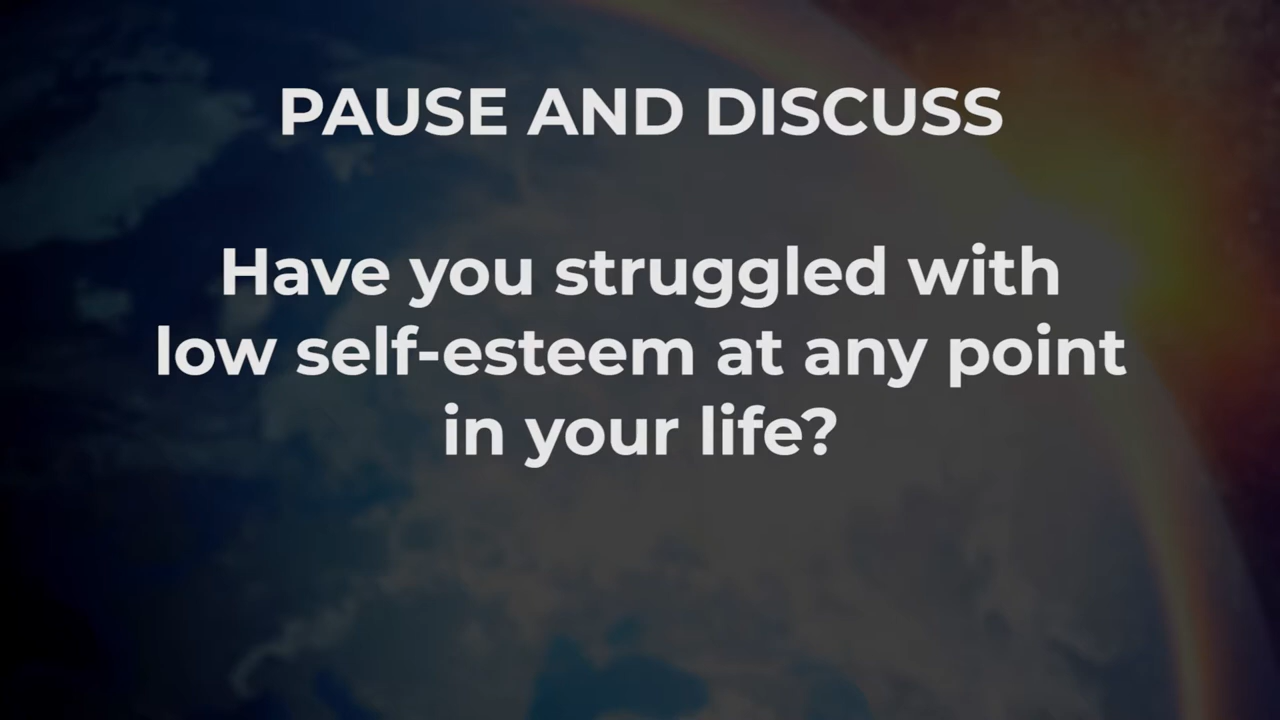 PAUSE AND DISCUSS
Have you struggled with
low self-esteem at any point
in your life?